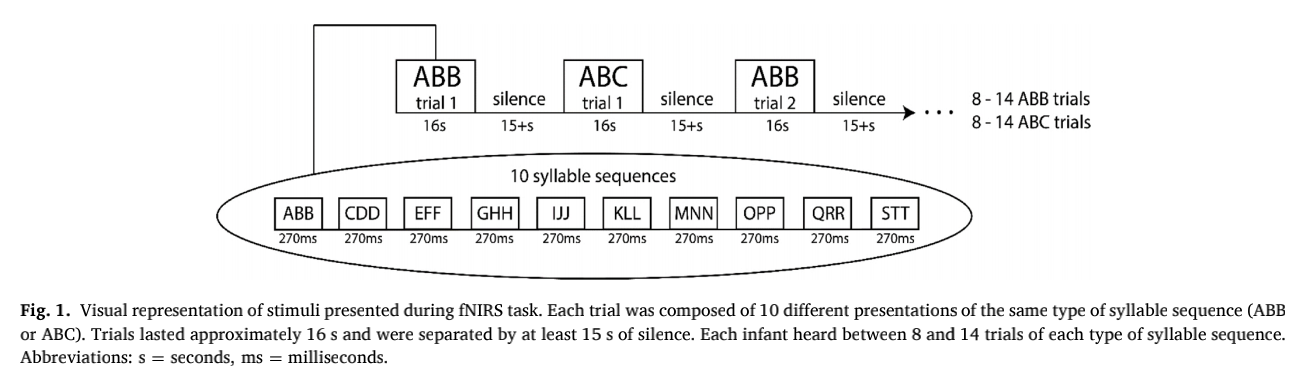 ABB ABC ABB
trial 1 silence trial 1 silence trial 2 silence 8 - 14 ABB trials
16s 15+s 16s 15+s 16s 15+s ··· 8 - 14 ABC trials
10 syllable sequences
ABB CDD EFF GHH IJJ KLL MNN OPP QRR STT
270ms 270ms 270ms 270ms 270ms 270ms 270ms 270ms 270ms 270ms
Fig. 1. Visual representation of stimuli presented during fNIRS task. Each trial was composed of 10 different presentations of the same type of syllable sequence (ABB
or ABC). Trials lasted approximately 16 s and were separated by at least 15 s of silence. Each infant heard between 8 and 14 trials of each type of syllable sequence.
Abbreviations: s = seconds, ms = milliseconds.